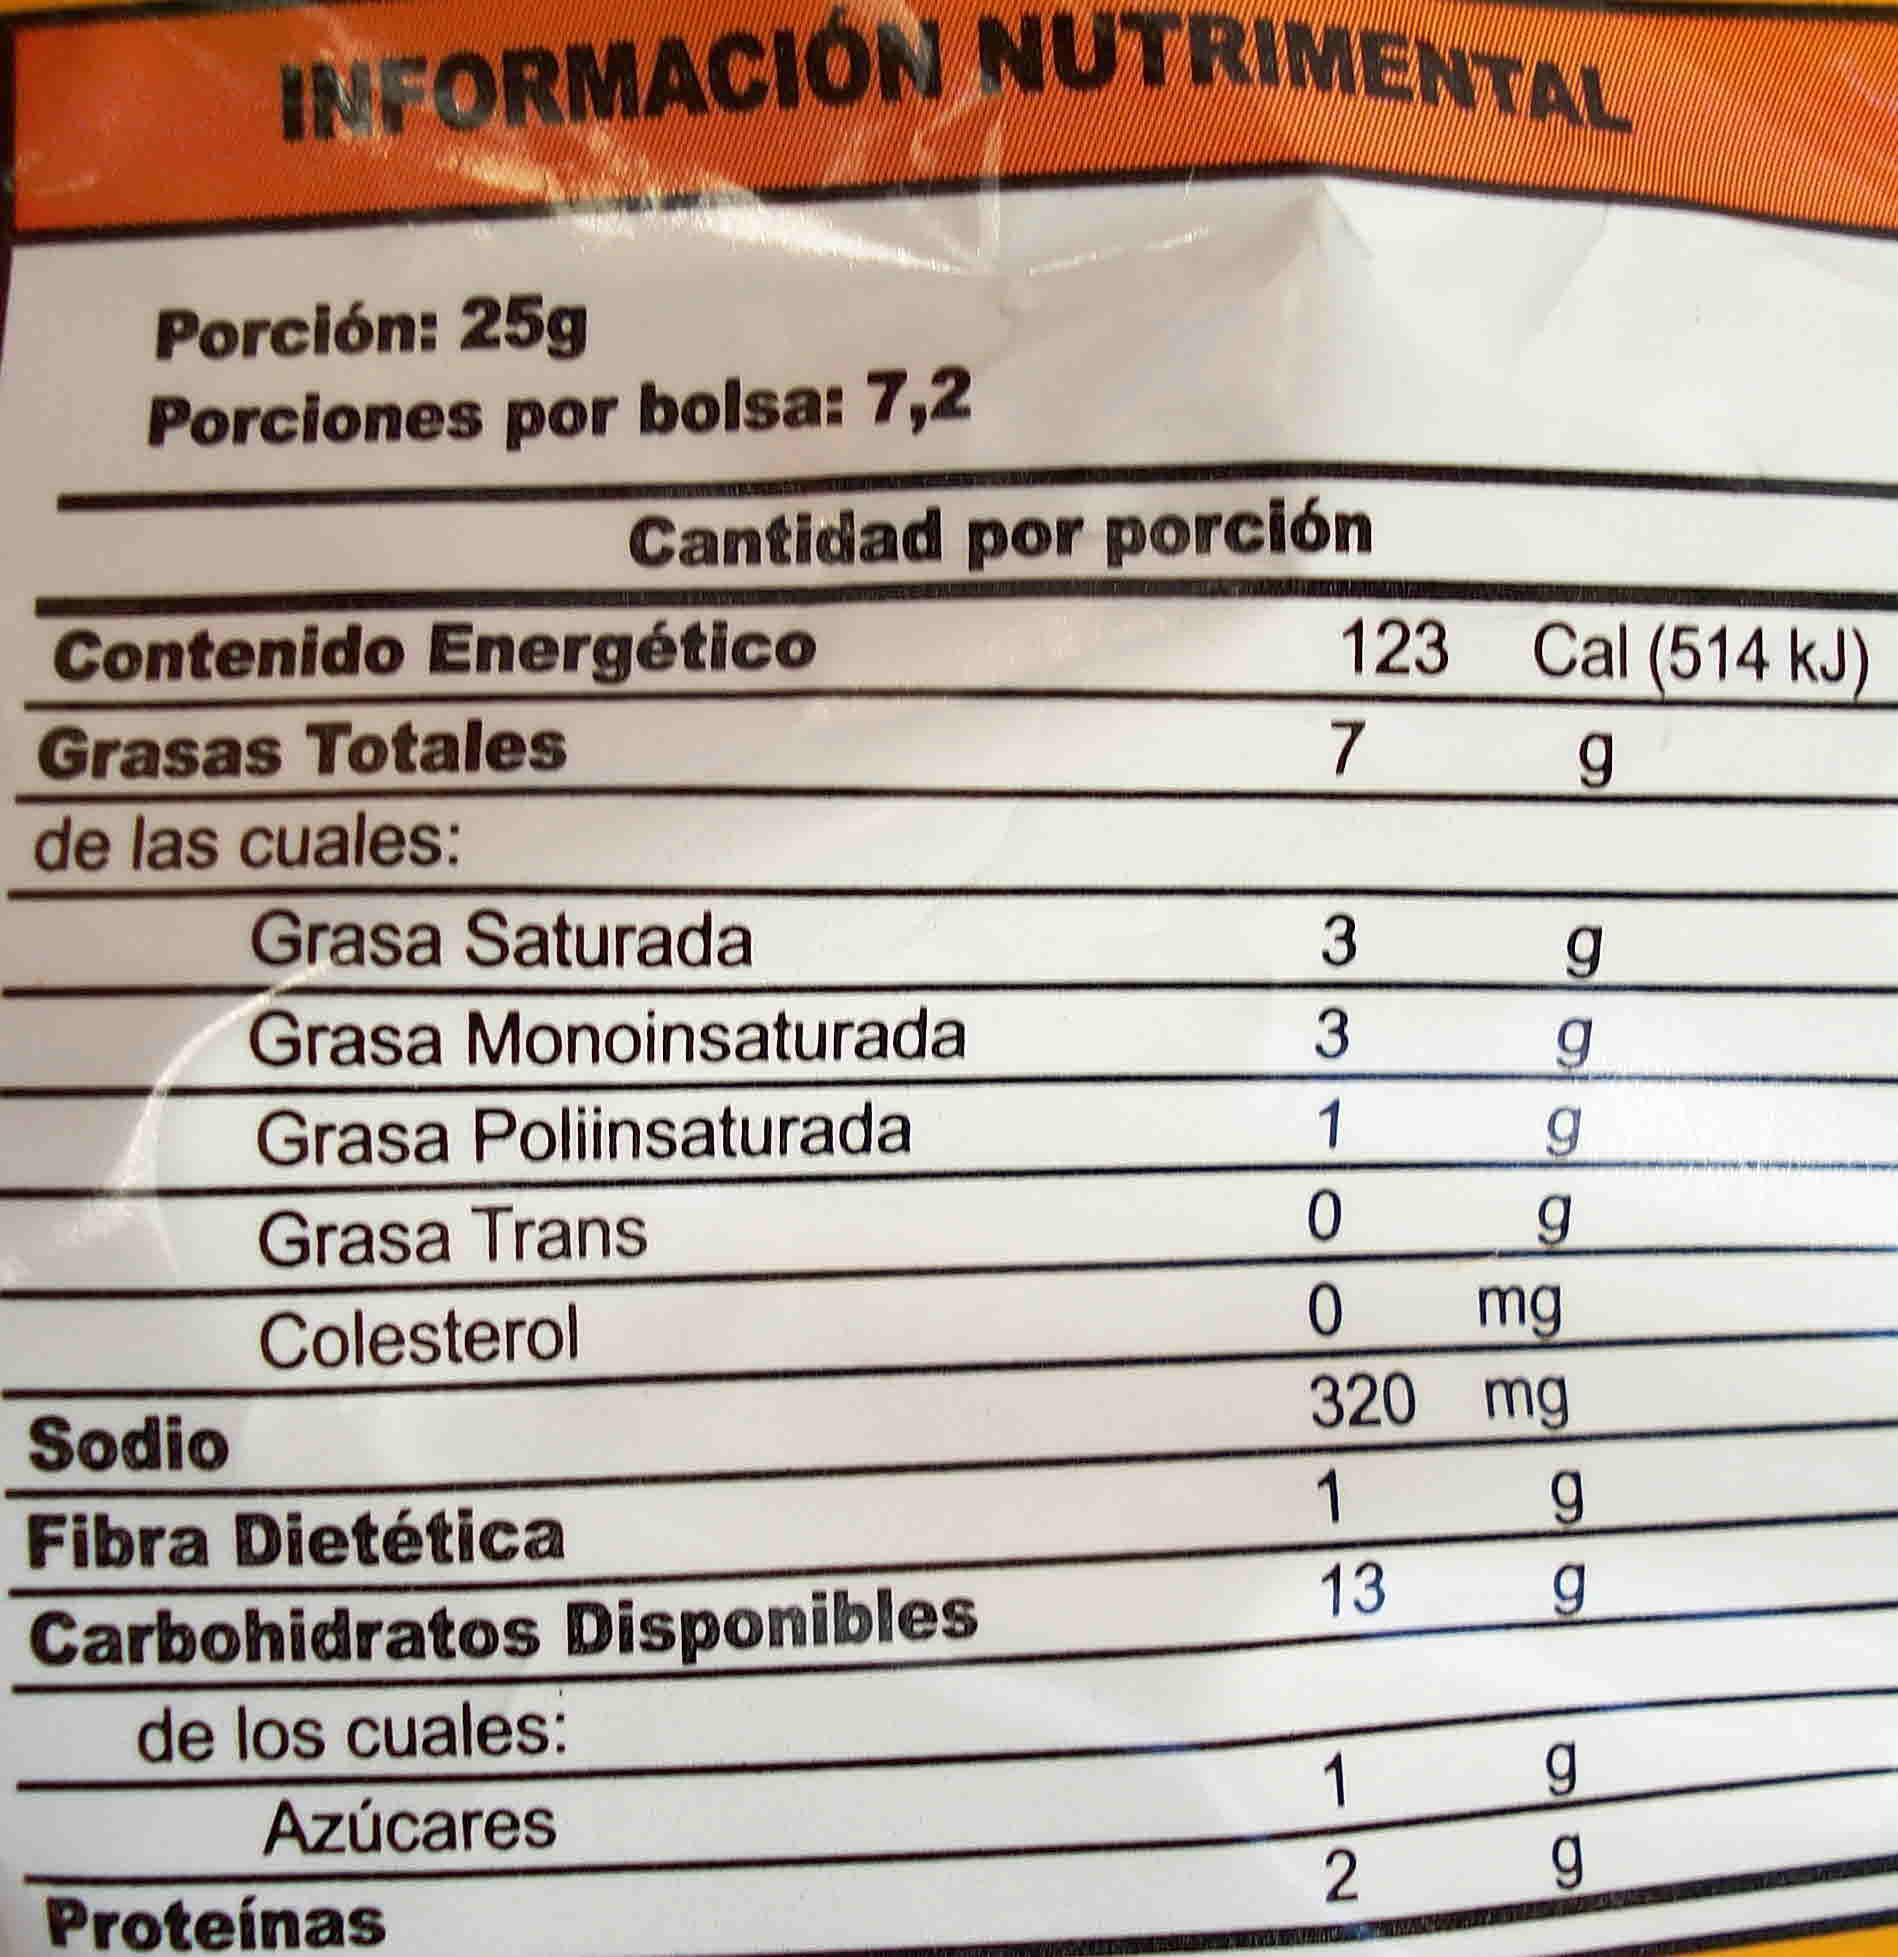 INFORMACIÓN NUTRIMENTAL
Porción: 25g
Porciones por bolsa: 7,2
Cantidad por porción
Contenido Energético 123 Cal (514 kJ)
Grasas Totales 7 g
de las cuales:
Grasa Saturada 3 g
Grasa Monoinsaturada 3 g
Grasa Poliinsaturada 1 g
Grasa Trans 0 g
Colesterol 0 mg
Sodio 320 mg
Fibra Dietética 1 g
Carbohidratos Disponibles 13 g
de los cuales:
Azúcares 1 g
Proteínas 2 g